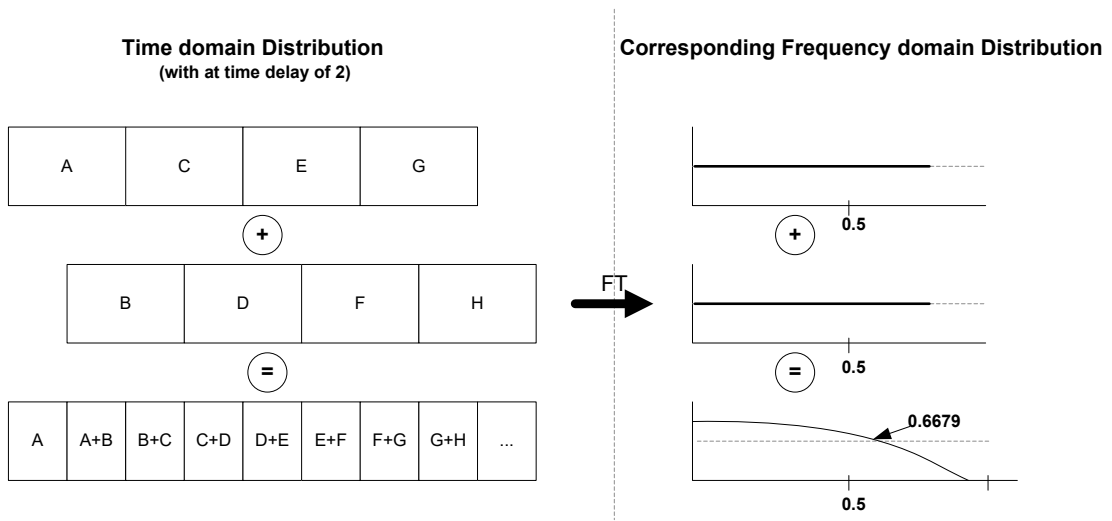 Time domain Distribution
(with at time delay of 2)
Corresponding Frequency domain Distribution
A
C
E
G
+
B
D
F
H
=
A
A+B
B+C
C+D
D+E
E+F
F+G
G+H
...
FT
0.5
+
0.5
=
0.6679
0.5